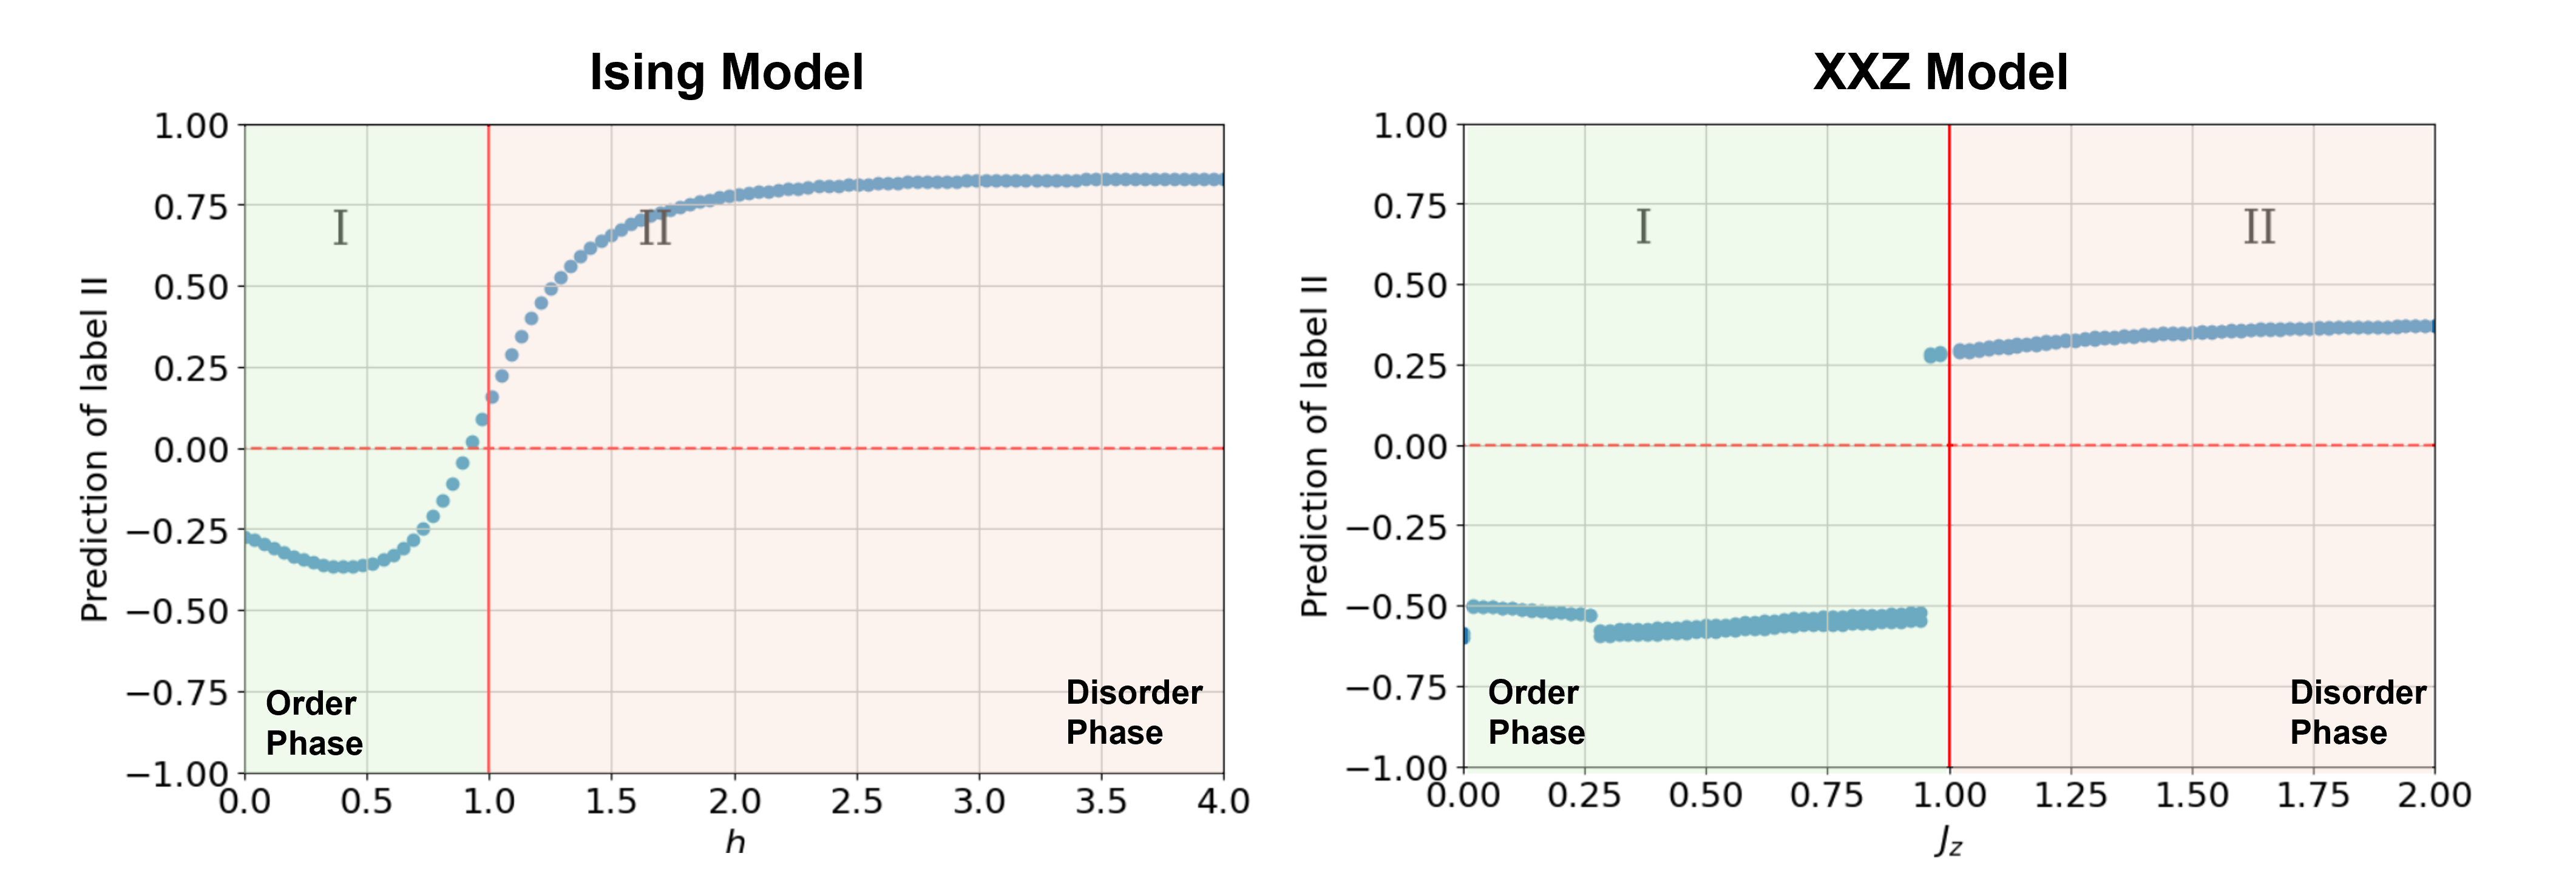 Ising Model
1.00
0.75
0.50
0.25
0.00
−0.25
−0.50
−0.75
−1.00
Prediction of label II
I
II
Order
Phase
Disorder
Phase
0.0 0.5 1.0 1.5 2.0 2.5 3.0 3.5 4.0
h
XXZ Model
1.00
0.75
0.50
0.25
0.00
−0.25
−0.50
−0.75
−1.00
Prediction of label II
I
II
Order
Phase
Disorder
Phase
0.00 0.25 0.50 0.75 1.00 1.25 1.50 1.75 2.00
Jz